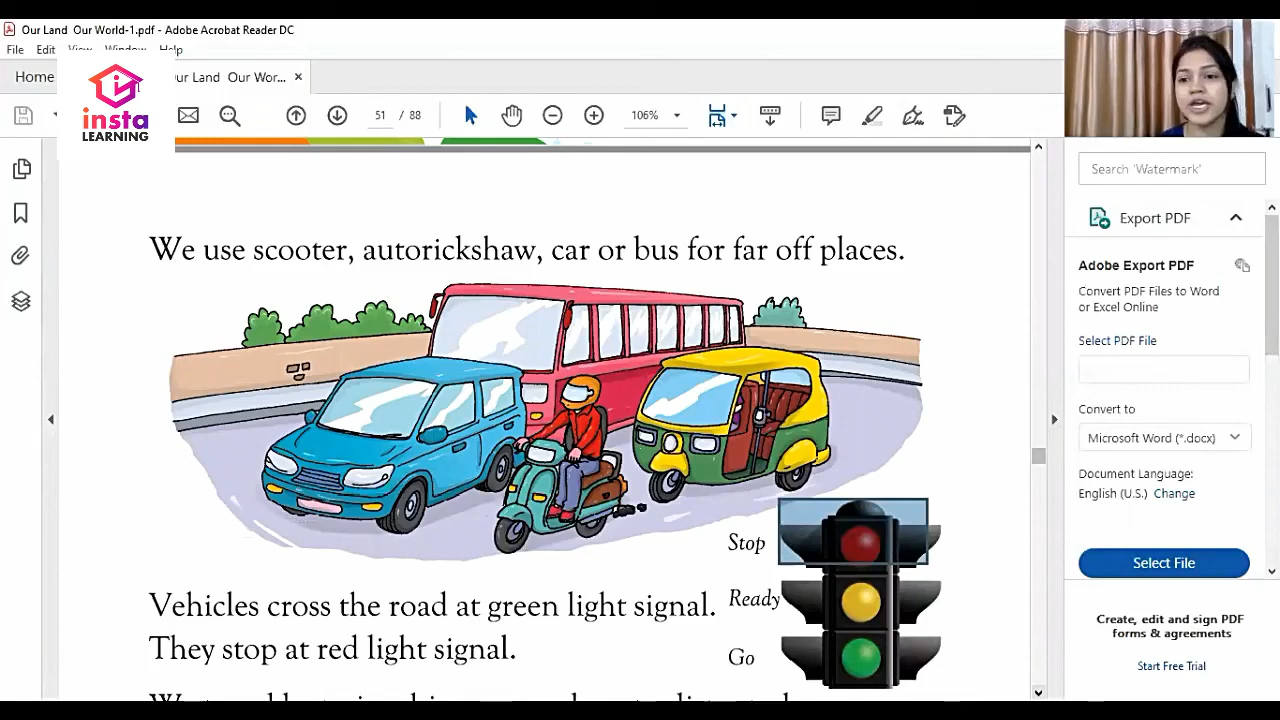 Our Land Our World-1.pdf - Adobe Acrobat Reader DC
File Edit View Window Help
Home
ur Land Our Wor... ×
insta
LEARNING
51 / 88
106%
Search 'Watermark'
Export PDF
Adobe Export PDF
Convert PDF Files to Word
or Excel Online
Select PDF File
Convert to
Microsoft Word (*.docx)
Document Language:
English (U.S.) Change
Select File
Create, edit and sign PDF
forms & agreements
Start Free Trial
We use scooter, autorickshaw, car or bus for far off places.
Stop
Ready
Go
Vehicles cross the road at green light signal.
They stop at red light signal.